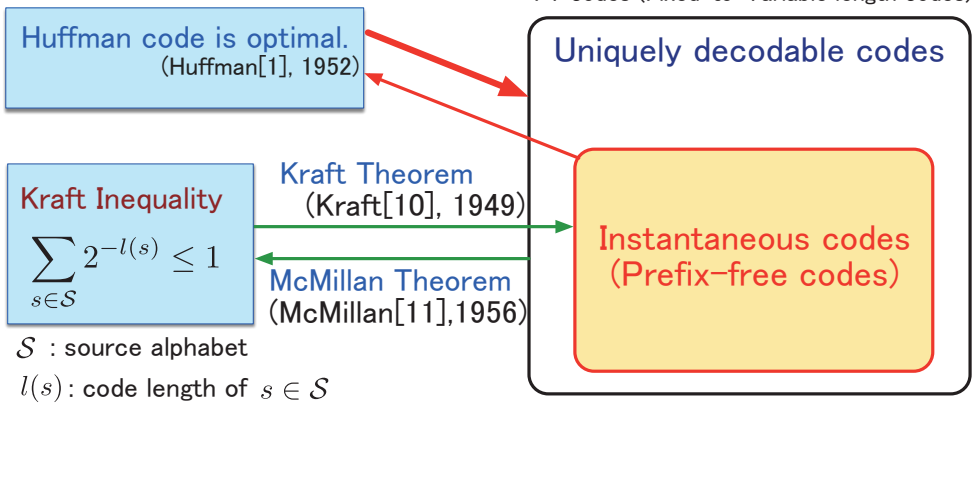 Huffman code is optimal.
(Huffman[1], 1952)
Uniquely decodable codes
Kraft Inequality
∑_{s∈𝒮} 2^{-l(s)} ≤ 1
Kraft Theorem
(Kraft[10], 1949)
McMillan Theorem
(McMillan[11],1956)
Instantaneous codes
(Prefix-free codes)
𝒮 : source alphabet
l(s): code length of s ∈ 𝒮